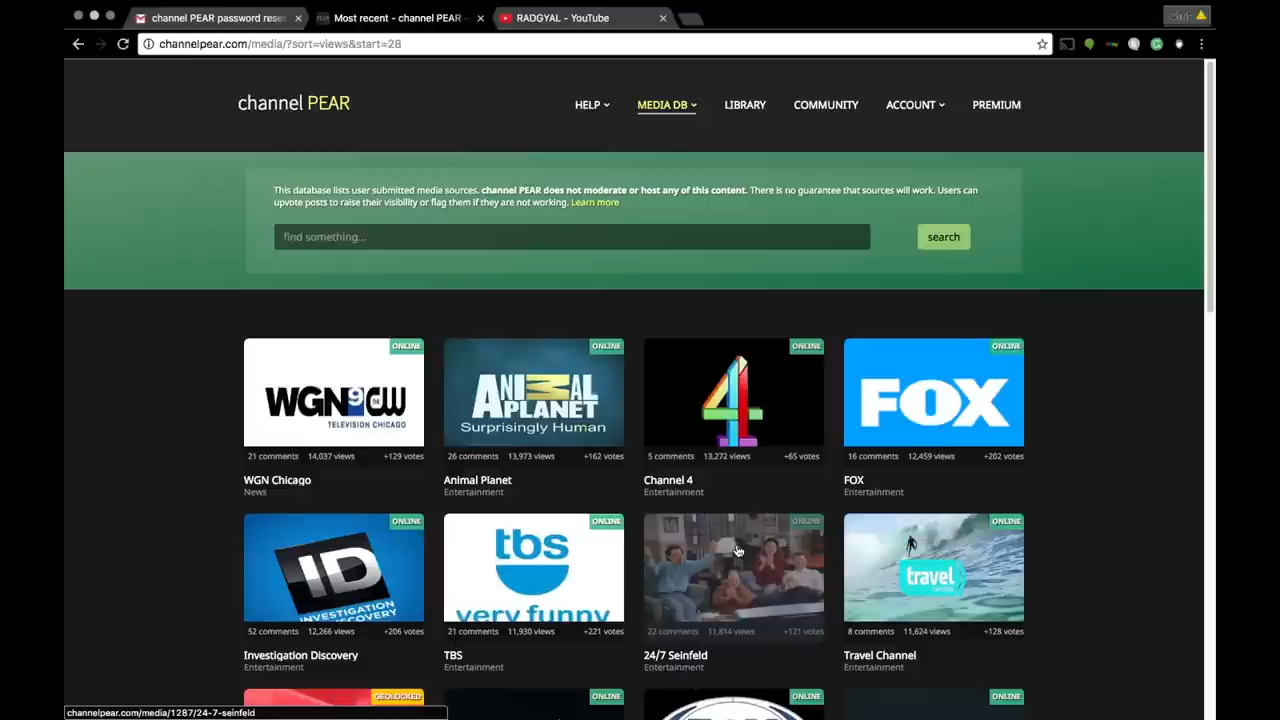 channel PEAR password reset
Most recent - channel PEAR -
RADGYAL - YouTube
channelpear.com/media/?sort=views&start=28
channel PEAR
HELP
MEDIA DB
LIBRARY
COMMUNITY
ACCOUNT
PREMIUM
This database lists user submitted media sources. channel PEAR does not moderate or host any of this content. There is no guarantee that sources will work. Users can
upvote posts to raise their visibility or flag them if they are not working. Learn more
find something...
search
ONLINE
ONLINE
ONLINE
ONLINE
WGN 9 CW
TELEVISION CHICAGO
ANIMAL
PLANET
Surprisingly Human
4
FOX
21 comments 14,037 views +129 votes
26 comments 13,973 views +162 votes
5 comments 13,272 views +65 votes
16 comments 12,459 views +202 votes
WGN Chicago
News
Animal Planet
Entertainment
Channel 4
Entertainment
FOX
Entertainment
ONLINE
ONLINE
ONLINE
ONLINE
ID
INVESTIGATION
DISCOVERY
tbs
very funny
travel
52 comments 12,266 views +206 votes
21 comments 11,930 views +221 votes
22 comments 11,814 views +121 votes
8 comments 11,624 views +128 votes
Investigation Discovery
Entertainment
TBS
Entertainment
24/7 Seinfeld
Entertainment
Travel Channel
Entertainment
GEOLOCKED
ONLINE
ONLINE
ONLINE
channelpear.com/media/1287/24-7-seinfeld